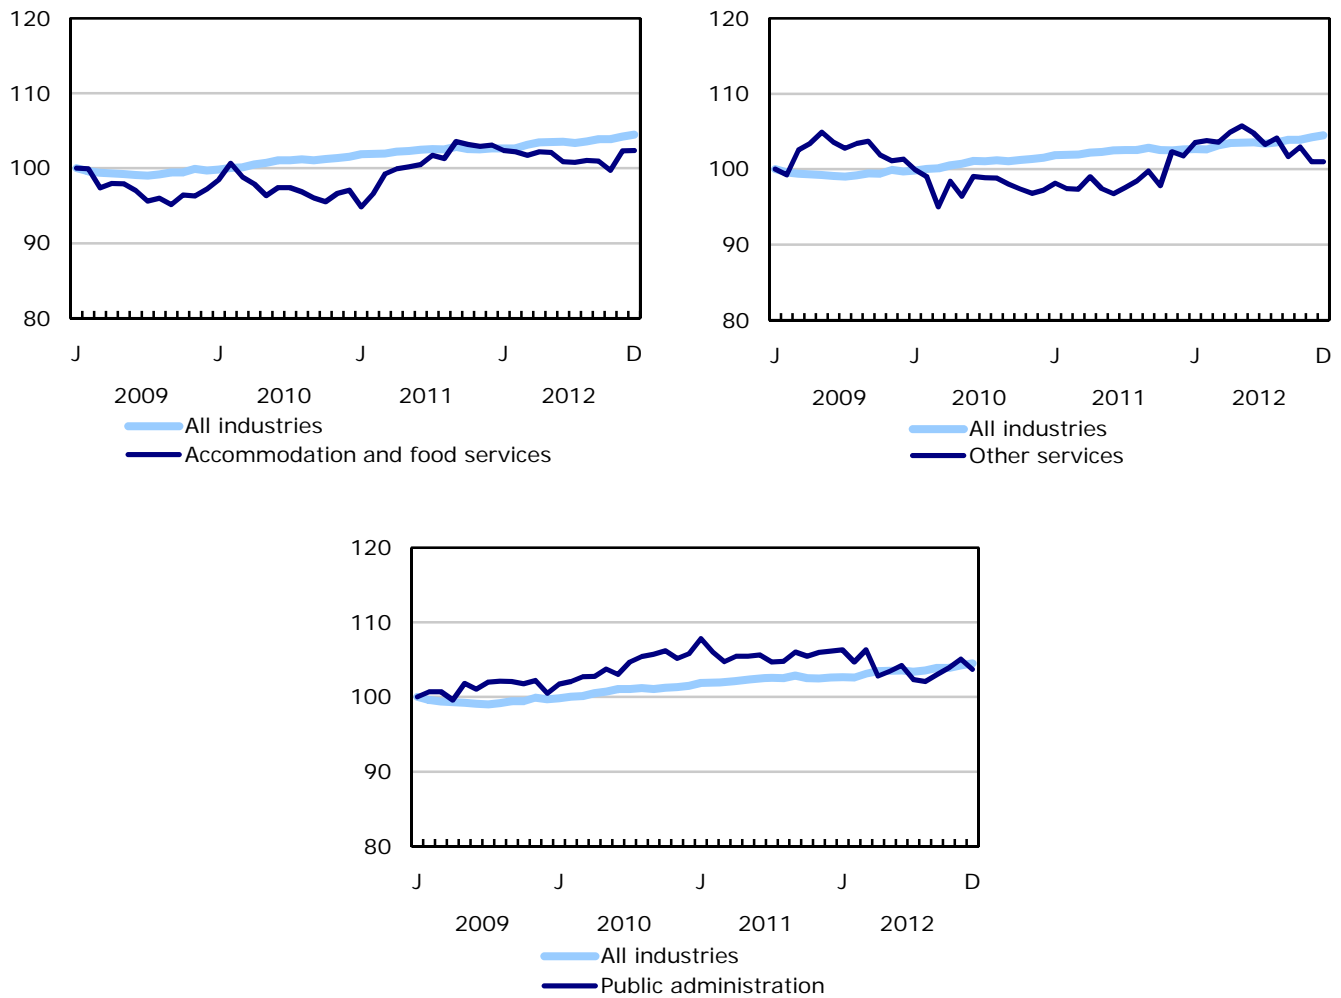 120
110
100
90
80
J J J J D
2009 2010 2011 2012
All industries
Accommodation and food services
120
110
100
90
80
J J J J D
2009 2010 2011 2012
All industries
Other services
120
110
100
90
80
J J J J D
2009 2010 2011 2012
All industries
Public administration